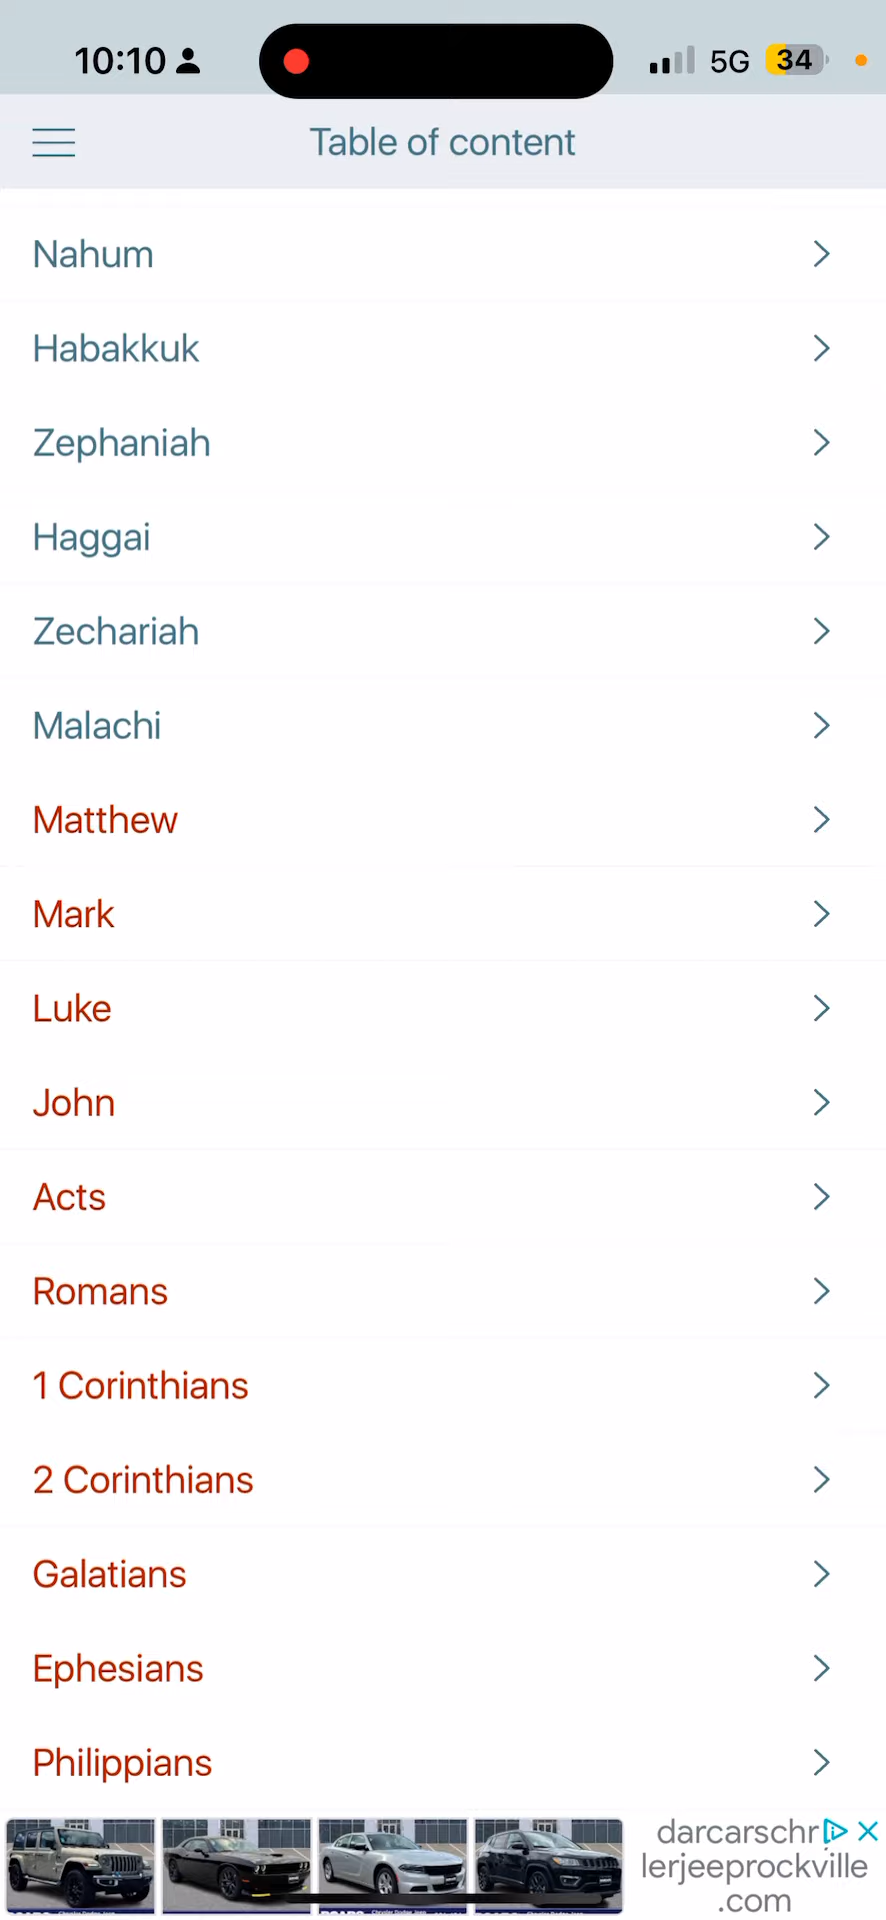 10:10
5G
34
Table of content
Nahum
Habakkuk
Zephaniah
Haggai
Zechariah
Malachi
Matthew
Mark
Luke
John
Acts
Romans
1 Corinthians
2 Corinthians
Galatians
Ephesians
Philippians
darcarschr
lerjeeprockville
.com